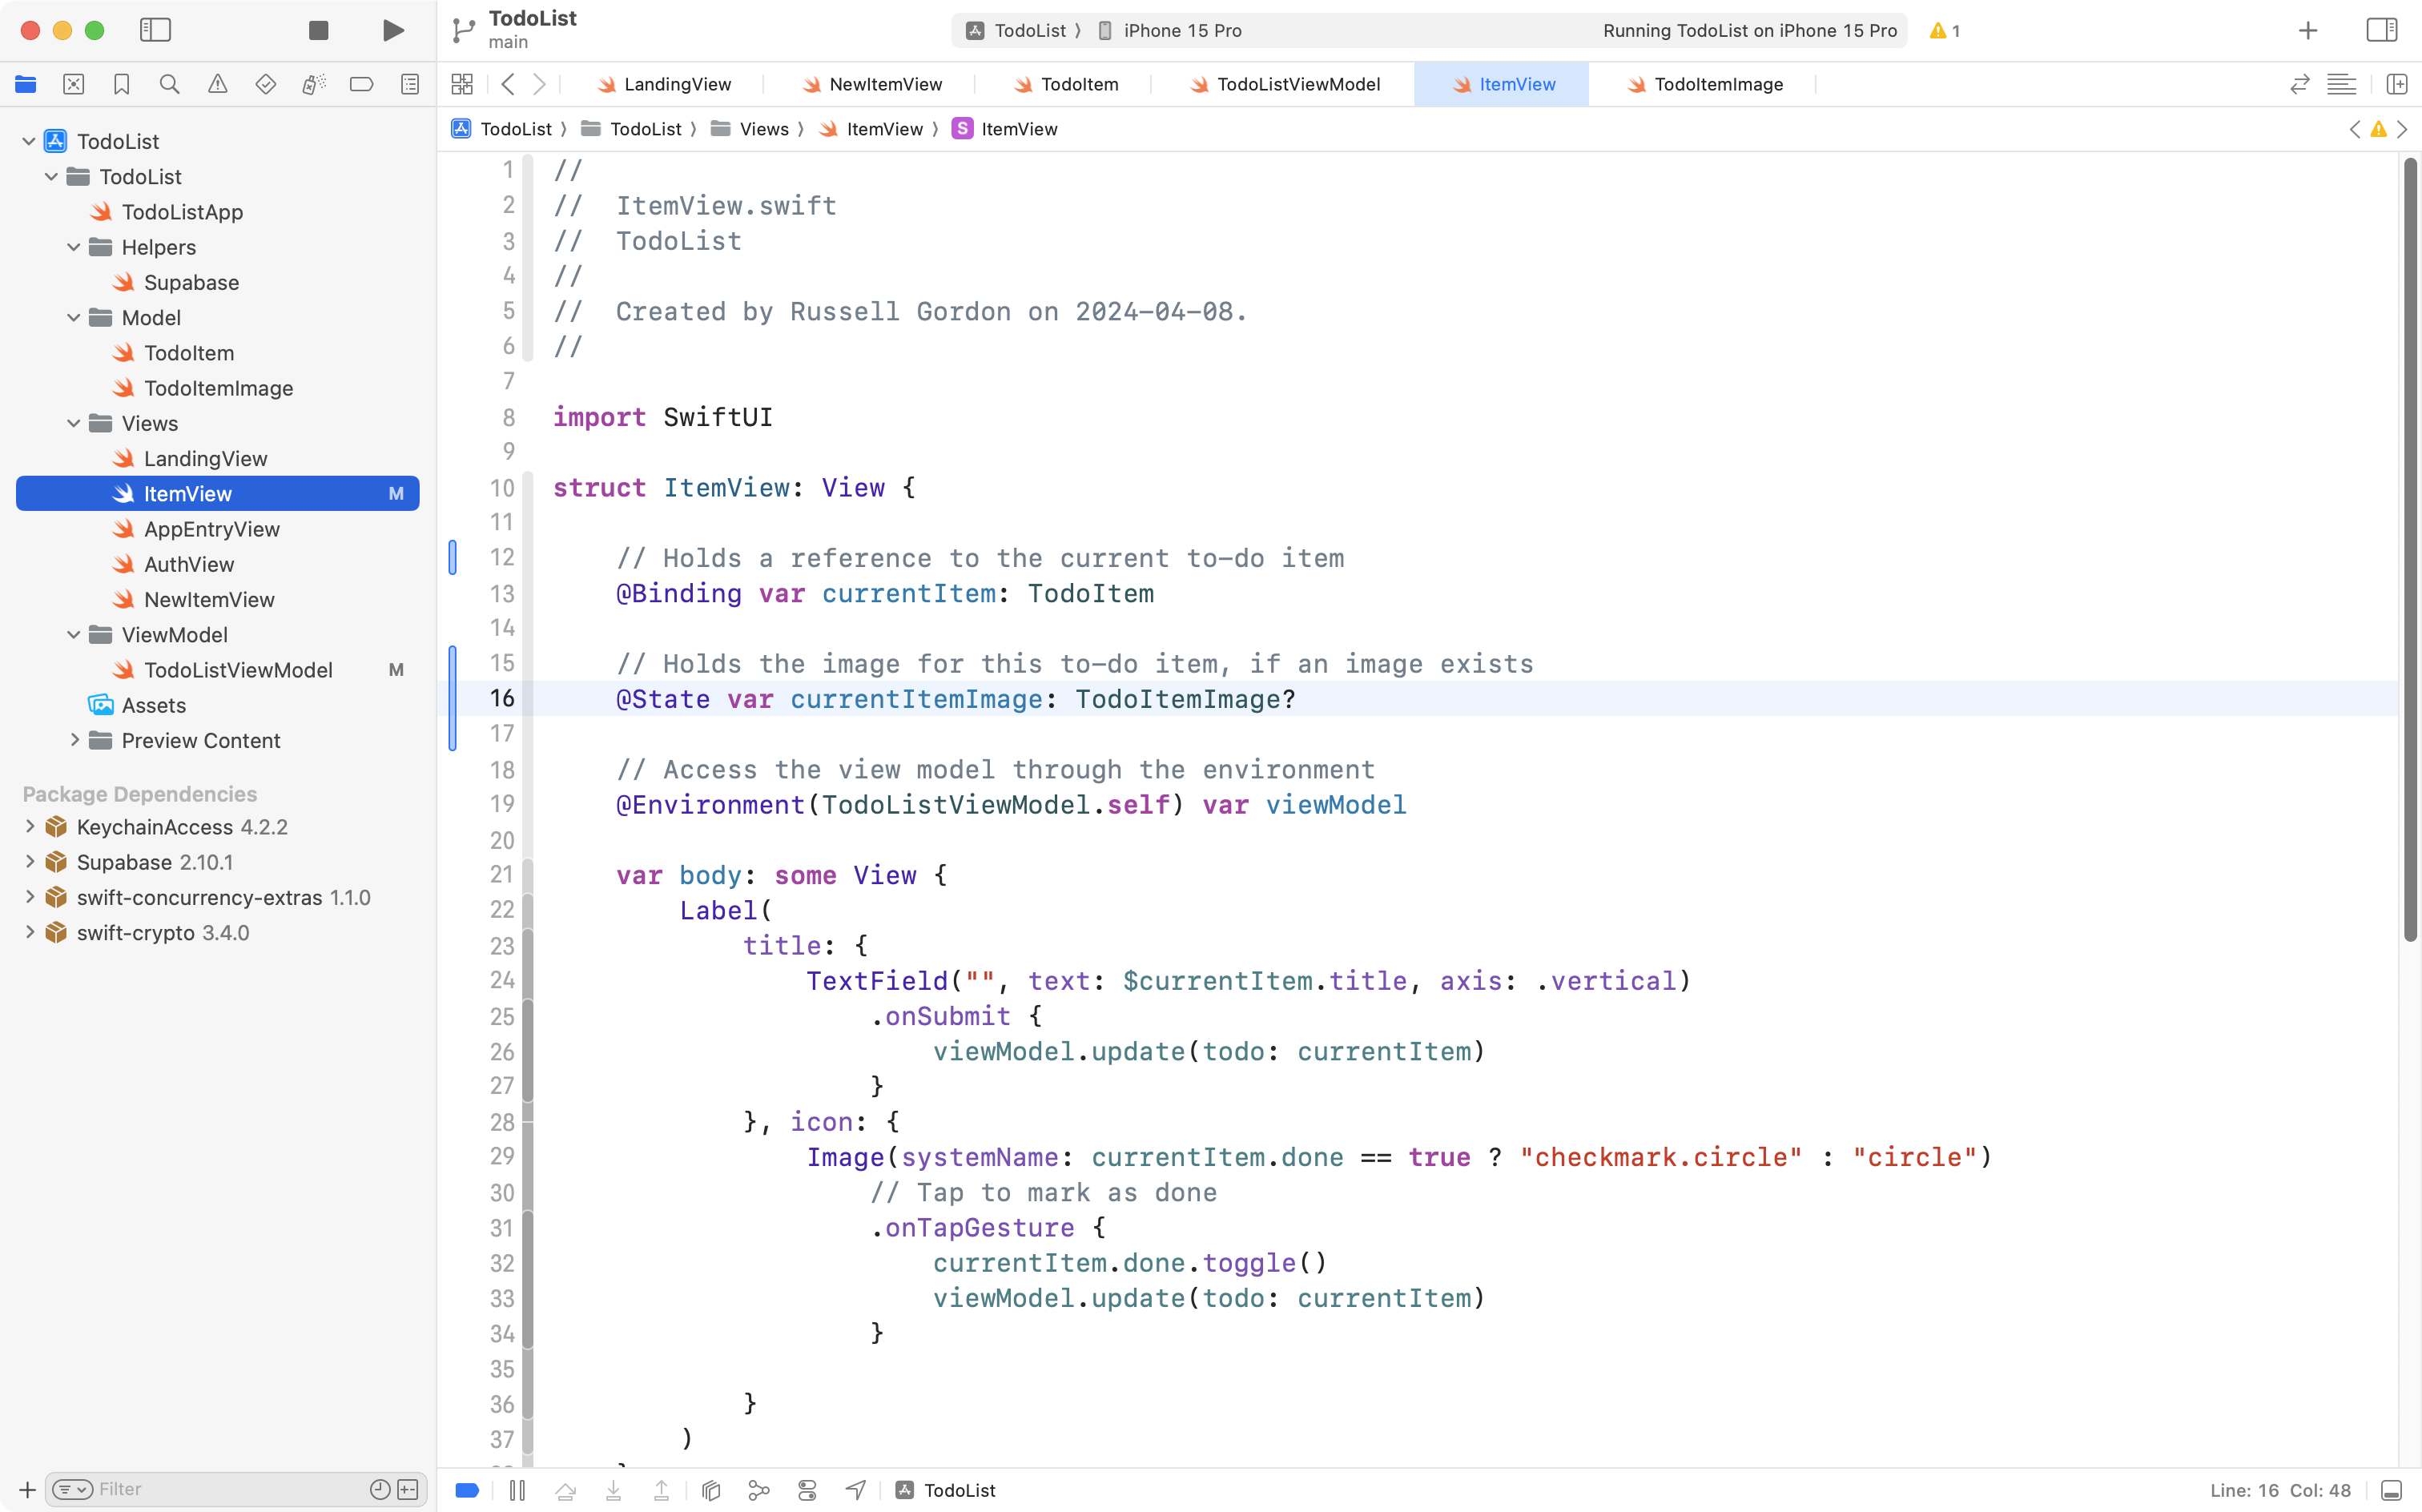 TodoList
main
TodoList ⟩ iPhone 15 Pro
Running TodoList on iPhone 15 Pro
1
LandingView
NewItemView
TodoItem
TodoListViewModel
ItemView
TodoItemImage
TodoList ⟩ TodoList ⟩ Views ⟩ ItemView ⟩ S ItemView
TodoList
TodoList
TodoListApp
Helpers
Supabase
Model
TodoItem
TodoItemImage
Views
LandingView
ItemView M
AppEntryView
AuthView
NewItemView
ViewModel
TodoListViewModel M
Assets
Preview Content
Package Dependencies
KeychainAccess 4.2.2
Supabase 2.10.1
swift-concurrency-extras 1.1.0
swift-crypto 3.4.0
Filter
1 //
2 //  ItemView.swift
3 //  TodoList
4 //
5 //  Created by Russell Gordon on 2024-04-08.
6 //
7
8 import SwiftUI
9
10 struct ItemView: View {
11
12     // Holds a reference to the current to-do item
13     @Binding var currentItem: TodoItem
14
15     // Holds the image for this to-do item, if an image exists
16     @State var currentItemImage: TodoItemImage?
17
18     // Access the view model through the environment
19     @Environment(TodoListViewModel.self) var viewModel
20
21     var body: some View {
22         Label(
23             title: {
24                 TextField("", text: $currentItem.title, axis: .vertical)
25                     .onSubmit {
26                         viewModel.update(todo: currentItem)
27                     }
28             }, icon: {
29                 Image(systemName: currentItem.done == true ? "checkmark.circle" : "circle")
30                     // Tap to mark as done
31                     .onTapGesture {
32                         currentItem.done.toggle()
33                         viewModel.update(todo: currentItem)
34                     }
35
36             }
37         )
TodoList
Line: 16 Col: 48